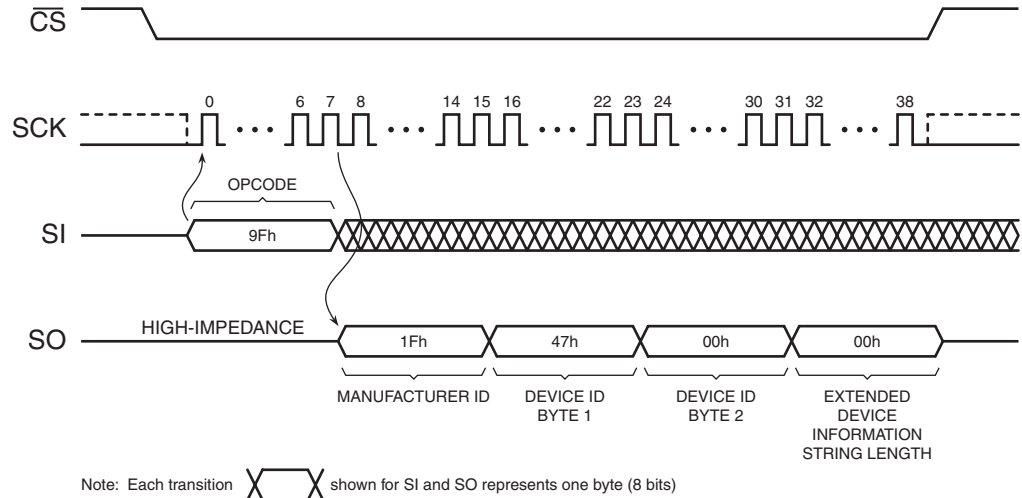 CS
0 6 7 8 14 15 16 22 23 24 30 31 32 38
SCK
OPCODE
SI 9Fh
HIGH-IMPEDANCE
SO 1Fh 47h 00h 00h
MANUFACTURER ID DEVICE ID DEVICE ID EXTENDED
BYTE 1 BYTE 2 DEVICE
INFORMATION
STRING LENGTH
Note: Each transition shown for SI and SO represents one byte (8 bits)